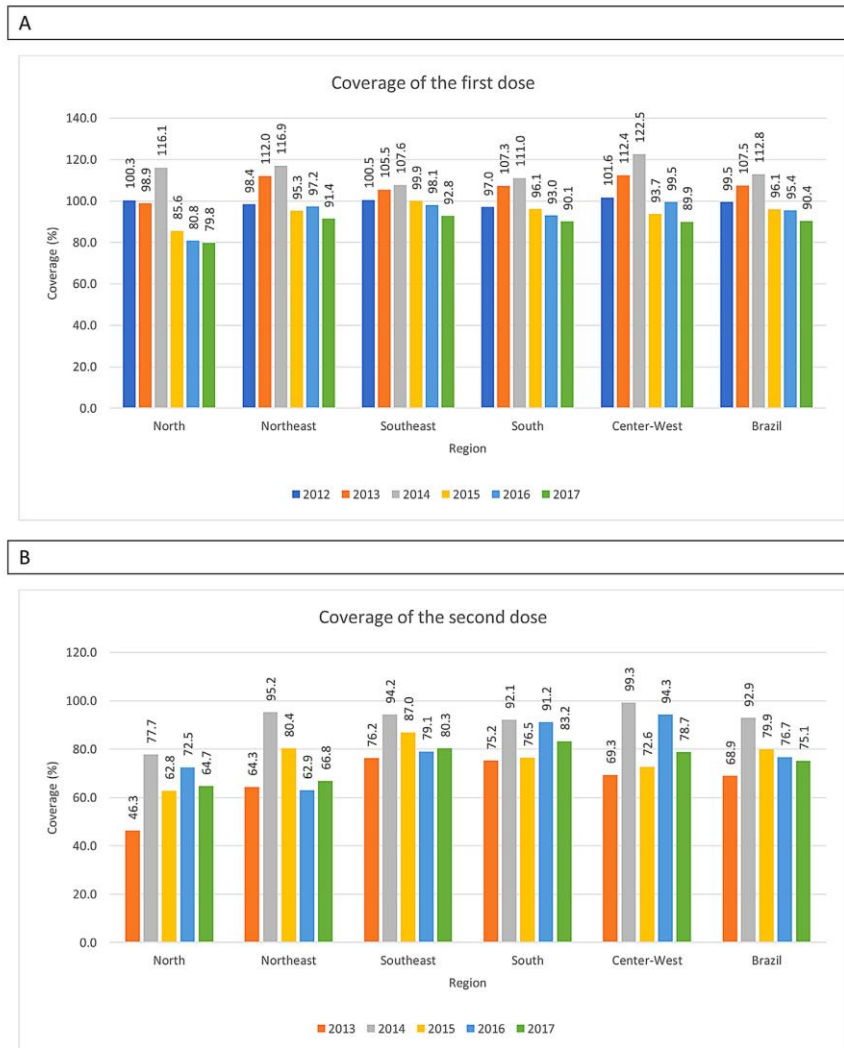 A
Coverage of the first dose
Coverage (%)
140.0
120.0
100.0
80.0
60.0
40.0
20.0
0.0
100.3 98.9 116.1 85.6 80.8 79.8
98.4 112.0 116.9 95.3 97.2 91.4
100.5 105.5 107.6 99.9 98.1 92.8
97.0 107.3 111.0 96.1 93.0 90.1
101.6 112.4 122.5 93.7 99.5 89.9
99.5 107.5 112.8 96.1 95.4 90.4
North Northeast Southeast South Center-West Brazil
Region
2012 2013 2014 2015 2016 2017
B
Coverage of the second dose
Coverage (%)
120.0
100.0
80.0
60.0
40.0
20.0
0.0
46.3 77.7 62.8 72.5 64.7
64.3 95.2 80.4 62.9 66.8
76.2 94.2 87.0 79.1 80.3
75.2 92.1 76.5 91.2 83.2
69.3 99.3 72.6 94.3 78.7
68.9 92.9 79.9 76.7 75.1
North Northeast Southeast South Center-West Brazil
Region
2013 2014 2015 2016 2017